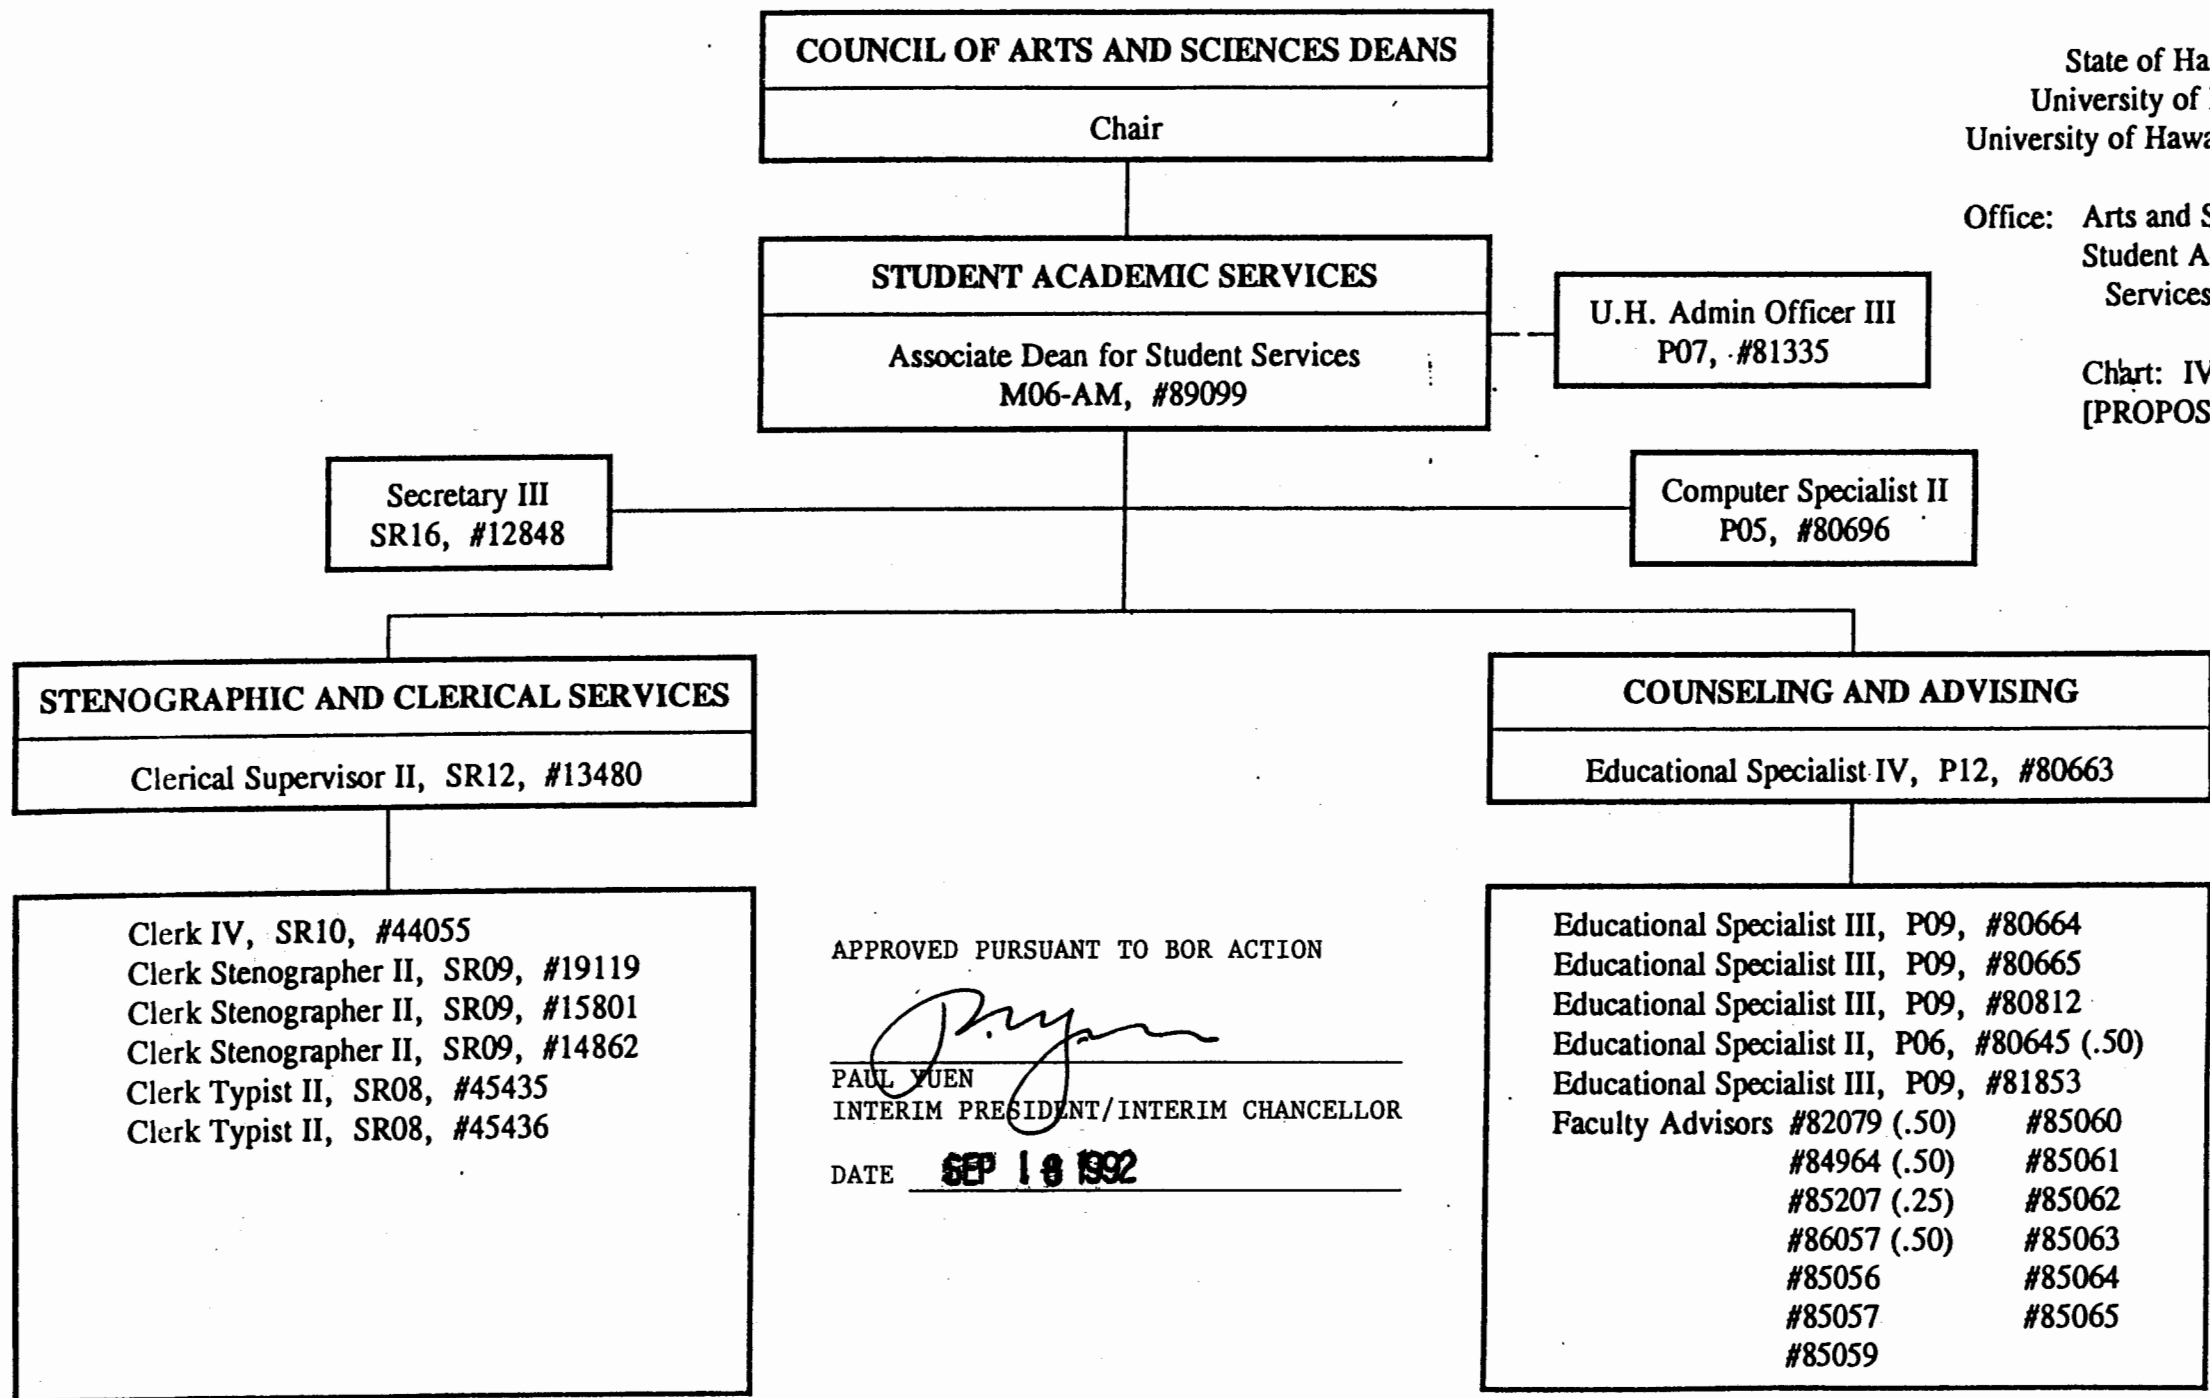 COUNCIL OF ARTS AND SCIENCES DEANS
Chair
State of Ha
University of
University of Hawa
Office: Arts and S
Student A
Services
Chart: IV
[PROPOS
STUDENT ACADEMIC SERVICES
Associate Dean for Student Services
M06-AM, #89099
U.H. Admin Officer III
P07, #81335
Secretary III
SR16, #12848
Computer Specialist II
P05, #80696
STENOGRAPHIC AND CLERICAL SERVICES
Clerical Supervisor II, SR12, #13480
Clerk IV, SR10, #44055
Clerk Stenographer II, SR09, #19119
Clerk Stenographer II, SR09, #15801
Clerk Stenographer II, SR09, #14862
Clerk Typist II, SR08, #45435
Clerk Typist II, SR08, #45436
APPROVED PURSUANT TO BOR ACTION
PAUL YUEN
INTERIM PRESIDENT/INTERIM CHANCELLOR
DATE SEP 18 1992
COUNSELING AND ADVISING
Educational Specialist IV, P12, #80663
Educational Specialist III, P09, #80664
Educational Specialist III, P09, #80665
Educational Specialist III, P09, #80812
Educational Specialist II, P06, #80645 (.50)
Educational Specialist III, P09, #81853
Faculty Advisors #82079 (.50) #85060
#84964 (.50) #85061
#85207 (.25) #85062
#86057 (.50) #85063
#85056 #85064
#85057 #85065
#85059